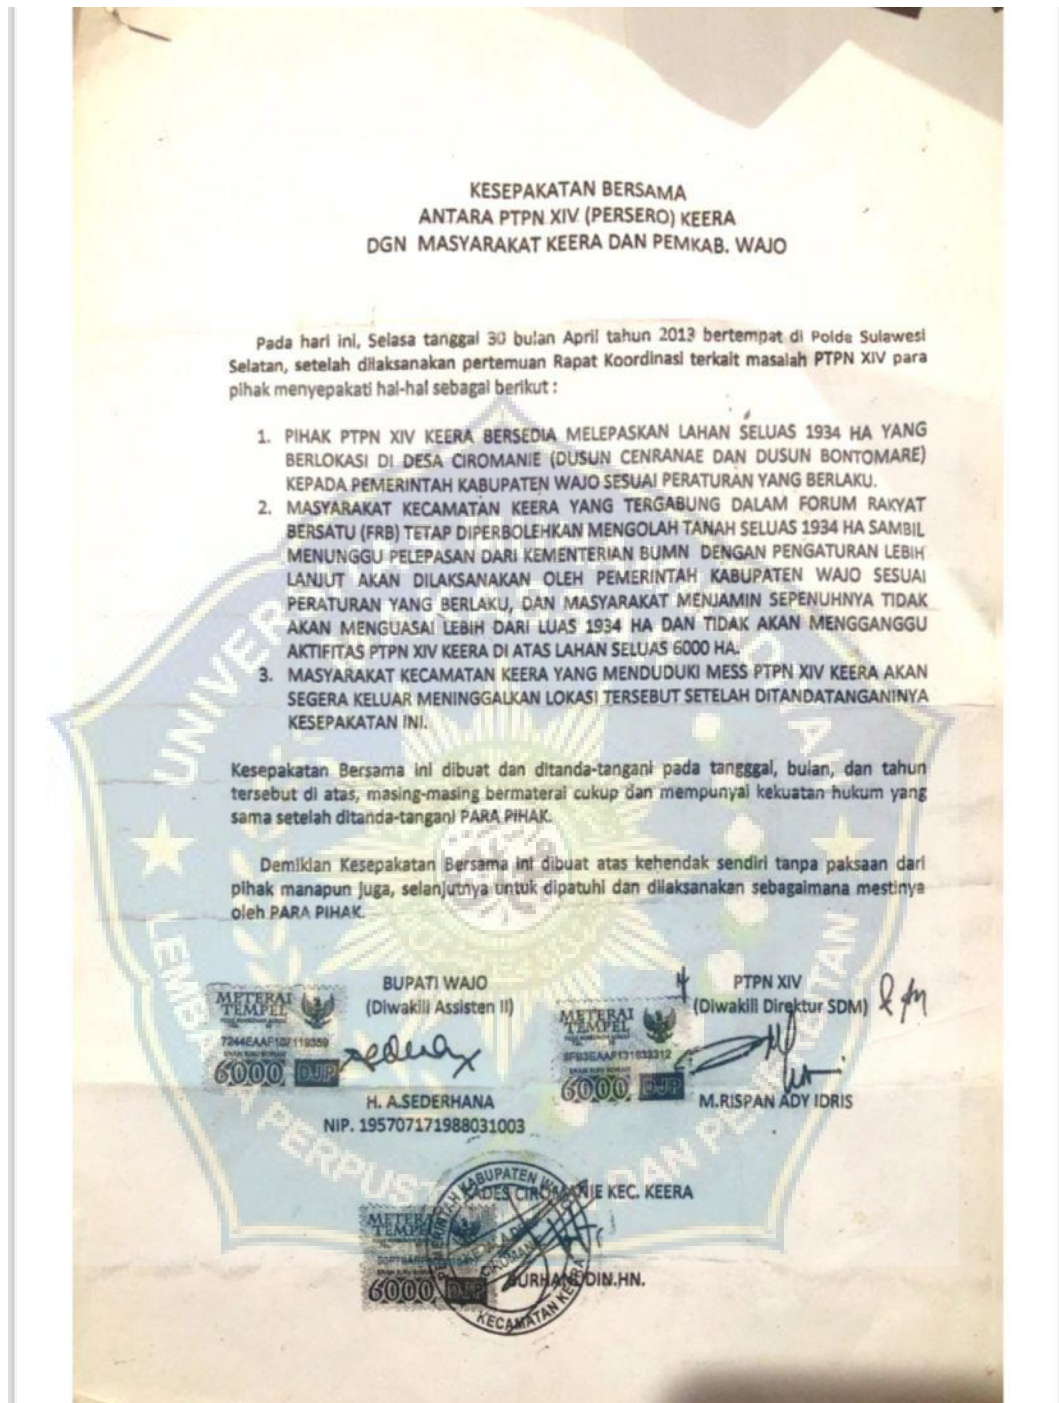 KESEPAKATAN BERSAMA
ANTARA PTPN XIV (PERSERO) KEERA
DGN MASYARAKAT KEERA DAN PEMKAB. WAJO
Pada hari ini, Selasa tanggal 30 bulan April tahun 2013 bertempat di Polda Sulawesi
Selatan, setelah dilaksanakan pertemuan Rapat Koordinasi terkait masalah PTPN XIV para
pihak menyepakati hal-hal sebagai berikut :
1. PIHAK PTPN XIV KEERA BERSEDIA MELEPASKAN LAHAN SELUAS 1934 HA YANG
BERLOKASI DI DESA CIROMANIE (DUSUN CENRANAE DAN DUSUN BONTOMARE)
KEPADA PEMERINTAH KABUPATEN WAJO SESUAI PERATURAN YANG BERLAKU.
2. MASYARAKAT KECAMATAN KEERA YANG TERGABUNG DALAM FORUM RAKYAT
BERSATU (FRB) TETAP DIPERBOLEHKAN MENGOLAH TANAH SELUAS 1934 HA SAMBIL
MENUNGGU PELEPASAN DARI KEMENTERIAN BUMN DENGAN PENGATURAN LEBIH
LANJUT AKAN DILAKSANAKAN OLEH PEMERINTAH KABUPATEN WAJO SESUAI
PERATURAN YANG BERLAKU, DAN MASYARAKAT MENJAMIN SEPENUHNYA TIDAK
AKAN MENGUASAI LEBIH DARI LUAS 1934 HA DAN TIDAK AKAN MENGGANGGU
AKTIFITAS PTPN XIV KEERA DI ATAS LAHAN SELUAS 6000 HA.
3. MASYARAKAT KECAMATAN KEERA YANG MENDUDUKI MESS PTPN XIV KEERA AKAN
SEGERA KELUAR MENINGGALKAN LOKASI TERSEBUT SETELAH DITANDATANGANINYA
KESEPAKATAN INI.
Kesepakatan Bersama ini dibuat dan ditanda-tangani pada tangggal, bulan, dan tahun
tersebut di atas, masing-masing bermaterai cukup dan mempunyai kekuatan hukum yang
sama setelah ditanda-tangani PARA PIHAK.
Demikian Kesepakatan Bersama ini dibuat atas kehendak sendiri tanpa paksaan dari
pihak manapun juga, selanjutnya untuk dipatuhi dan dilaksanakan sebagaimana mestinya
oleh PARA PIHAK.
BUPATI WAJO
(Diwakili Assisten II)
METERAI
TEMPEL
6000 DJP
H. A.SEDERHANA
NIP. 195707171988031003
PTPN XIV
(Diwakili Direktur SDM)
METERAI
TEMPEL
6000 DJP
M.RISPAN ADY IDRIS
KADES CIROMANIE KEC. KEERA
6000 DJP
PEMERINTAH KABUPATEN WAJO
CIROMANIE
KECAMATAN KEERA
BURHANUDDIN.HN.